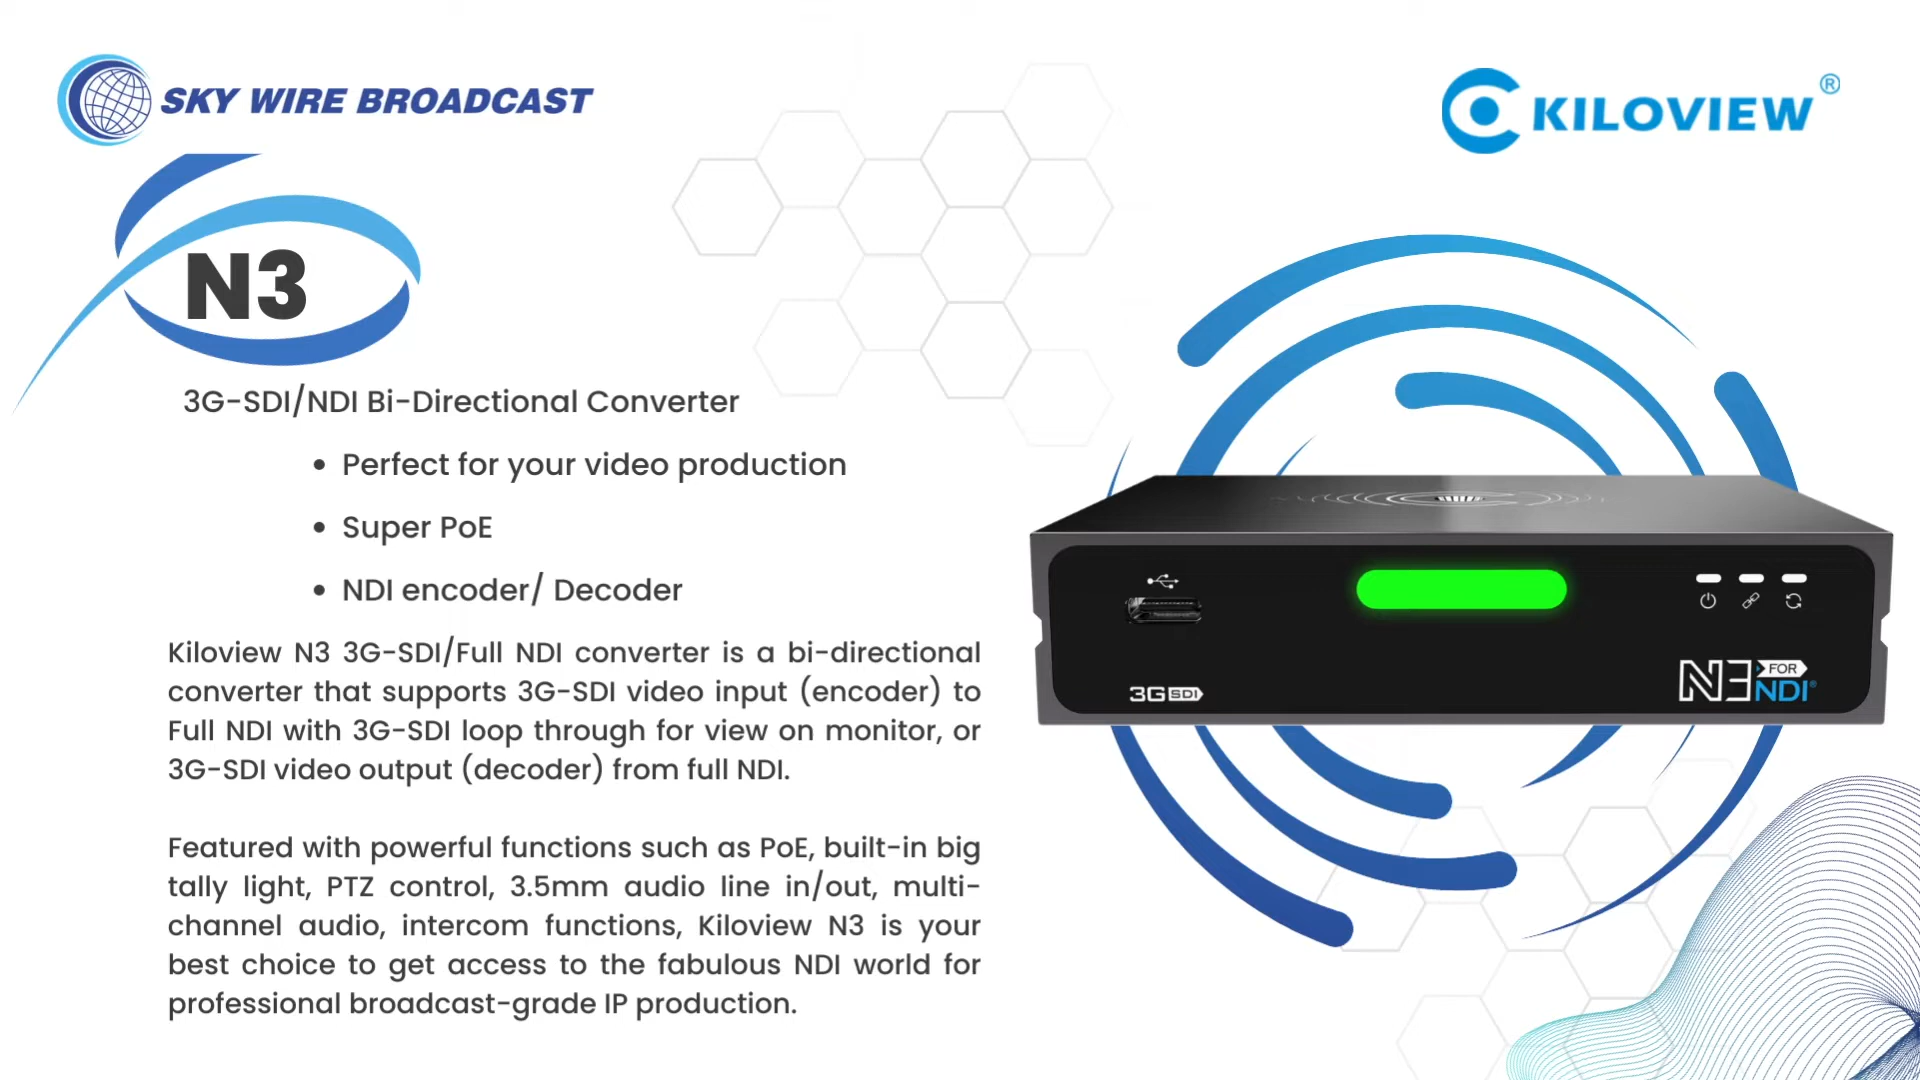 SKY WIRE BROADCAST
KILOVIEW®
N3
3G-SDI/NDI Bi-Directional Converter
• Perfect for your video production
• Super PoE
• NDI encoder/ Decoder
Kiloview N3 3G-SDI/Full NDI converter is a bi-directional
converter that supports 3G-SDI video input (encoder) to
Full NDI with 3G-SDI loop through for view on monitor, or
3G-SDI video output (decoder) from full NDI.
Featured with powerful functions such as PoE, built-in big
tally light, PTZ control, 3.5mm audio line in/out, multi-
channel audio, intercom functions, Kiloview N3 is your
best choice to get access to the fabulous NDI world for
professional broadcast-grade IP production.
3G SDI
N3 FOR
NDI®